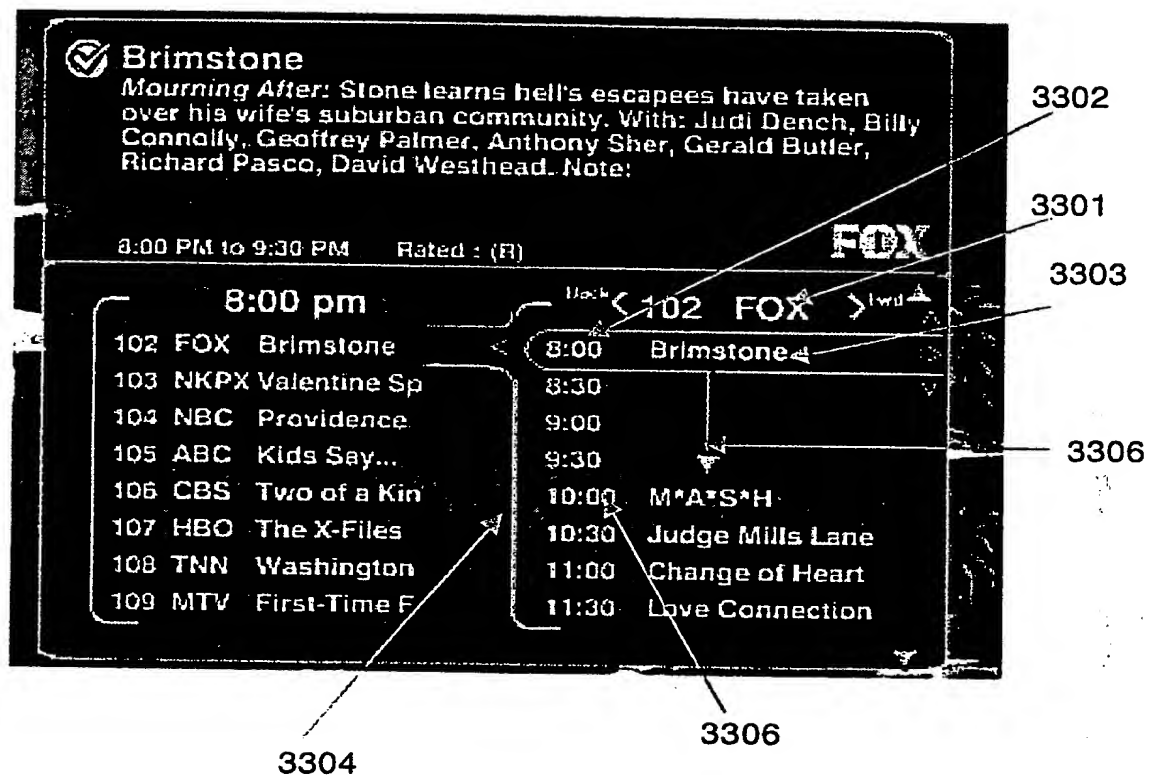 Brimstone
Mourning After: Stone learns hell's escapees have taken
over his wife's suburban community. With: Judi Dench, Billy
Connolly, Geoffrey Palmer, Anthony Sher, Gerald Butler,
Richard Pasco, David Westhead. Note:
8:00 PM to 9:30 PM Rated : (R)
FOX
8:00 pm
102 FOX Brimstone
103 NKPX Valentine Sp
104 NBC Providence
105 ABC Kids Say...
106 CBS Two of a Kin
107 HBO The X-Files
108 TNN Washington
109 MTV First-Time F
Back < 102 FOX > Fwd
8:00 Brimstone
8:30
9:00
9:30
10:00 M*A*S*H
10:30 Judge Mills Lane
11:00 Change of Heart
11:30 Love Connection
3302
3301
3303
3306
3306
3304